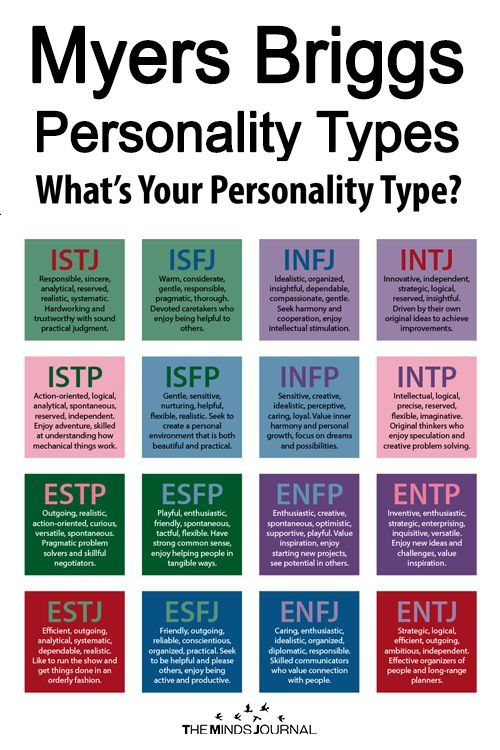 Myers Briggs
Personality Types
What's Your Personality Type?
ISTJ
Responsible, sincere,
analytical, reserved,
realistic, systematic.
Hardworking and
trustworthy with sound
practical judgment.
ISFJ
Warm, considerate,
gentle, responsible,
pragmatic, thorough.
Devoted caretakers who
enjoy being helpful to
others.
INFJ
Idealistic, organized,
insightful, dependable,
compassionate, gentle.
Seek harmony and
cooperation, enjoy
intellectual stimulation.
INTJ
Innovative, independent,
strategic, logical,
reserved, insightful.
Driven by their own
original ideas to achieve
improvements.
ISTP
Action-oriented, logical,
analytical, spontaneous,
reserved, independent.
Enjoy adventure, skilled
at understanding how
mechanical things work.
ISFP
Gentle, sensitive,
nurturing, helpful,
flexible, realistic. Seek to
create a personal
environment that is both
beautiful and practical.
INFP
Sensitive, creative,
idealistic, perceptive,
caring, loyal. Value inner
harmony and personal
growth, focus on dreams
and possibilities.
INTP
Intellectual, logical,
precise, reserved,
flexible, imaginative.
Original thinkers who
enjoy speculation and
creative problem solving.
ESTP
Outgoing, realistic,
action-oriented, curious,
versatile, spontaneous.
Pragmatic problem
solvers and skillful
negotiators.
ESFP
Playful, enthusiastic,
friendly, spontaneous,
tactful, flexible. Have
strong common sense,
enjoy helping people in
tangible ways.
ENFP
Enthusiastic, creative,
spontaneous, optimistic,
supportive, playful. Value
inspiration, enjoy
starting new projects,
see potential in others.
ENTP
Inventive, enthusiastic,
strategic, enterprising,
inquisitive, versatile.
Enjoy new ideas and
challenges, value
inspiration.
ESTJ
Efficient, outgoing,
analytical, systematic,
dependable, realistic.
Like to run the show and
get things done in an
orderly fashion.
ESFJ
Friendly, outgoing,
reliable, conscientious,
organized, practical. Seek
to be helpful and please
others, enjoy being
active and productive.
ENFJ
Caring, enthusiastic,
idealistic, organized,
diplomatic, responsible.
Skilled communicators
who value connection
with people.
ENTJ
Strategic, logical,
efficient, outgoing,
ambitious, independent.
Effective organizers of
people and long-range
planners.
THE MINDS JOURNAL